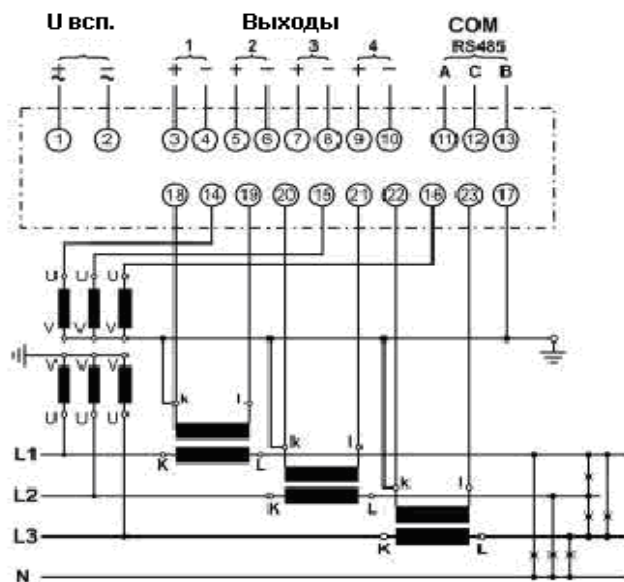 U всп. Выходы COM
1 2 3 4 RS485
+ − + − + − + − + − A C B
1 2 3 4 5 6 7 8 9 10 11 12 13
18 14 19 20 15 21 22 16 23 17
U U U
V V V
V V V
U U U
k l
L1 K L k l
L2 K L k l
L3 K L
N